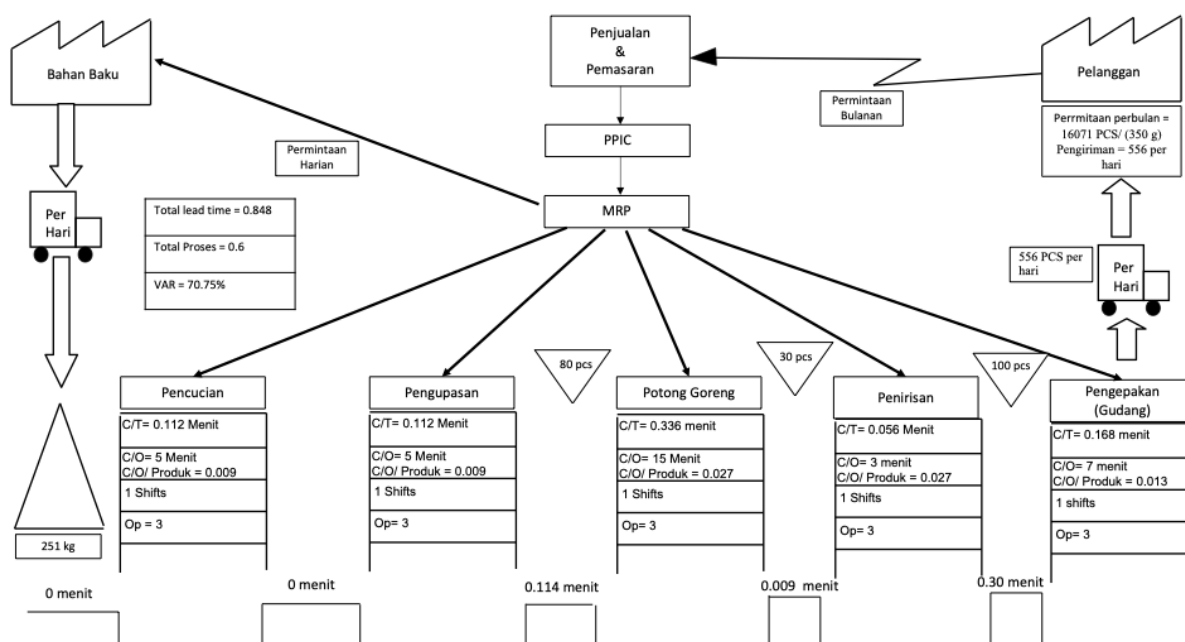 Penjualan
&
Pemasaran
Bahan Baku
Pelanggan
Permintaan
Bulanan
Perrmitaan perbulan =
16071 PCS/ (350 g)
Pengiriman = 556 per
hari
PPIC
Permintaan
Harian
MRP
Per
Hari
Total lead time = 0.848
Total Proses = 0.6
VAR = 70.75%
556 PCS per
hari
Per
Hari
80 pcs
30 pcs
100 pcs
Pencucian
C/T= 0.112 Menit
C/O= 5 Menit
C/O/ Produk = 0.009
1 Shifts
Op= 3
Pengupasan
C/T= 0.112 Menit
C/O= 5 Menit
C/O/ Produk = 0.009
1 Shifts
Op= 3
Potong Goreng
C/T= 0.336 menit
C/O= 15 Menit
C/O/ Produk = 0.027
1 Shifts
Op= 3
Penirisan
C/T= 0.056 Menit
C/O= 3 menit
C/O/ Produk = 0.027
1 Shifts
Op= 3
Pengepakan
(Gudang)
C/T= 0.168 menit
C/O= 7 menit
C/O/ Produk = 0.013
1 shifts
Op= 3
251 kg
0 menit
0 menit
0.114 menit
0.009 menit
0.30 menit